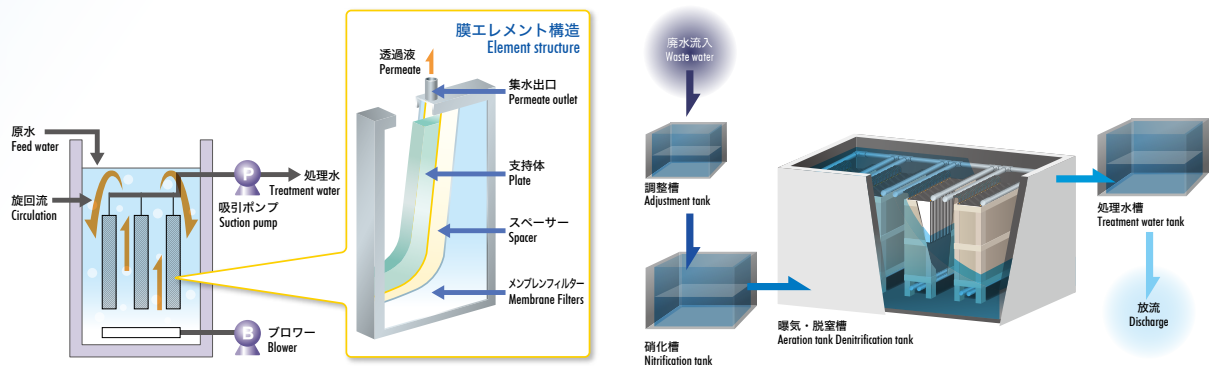 原水
Feed water
旋回流
Circulation
P
処理水
Treatment water
吸引ポンプ
Suction pump
B
ブロワー
Blower
膜エレメント構造
Element structure
透過液
Permeate
集水出口
Permeate outlet
支持体
Plate
スペーサー
Spacer
メンブレンフィルター
Membrane Filters
廃水流入
Waste water
調整槽
Adjustment tank
硝化槽
Nitrification tank
曝気・脱窒槽
Aeration tank Denitrification tank
処理水槽
Treatment water tank
放流
Discharge